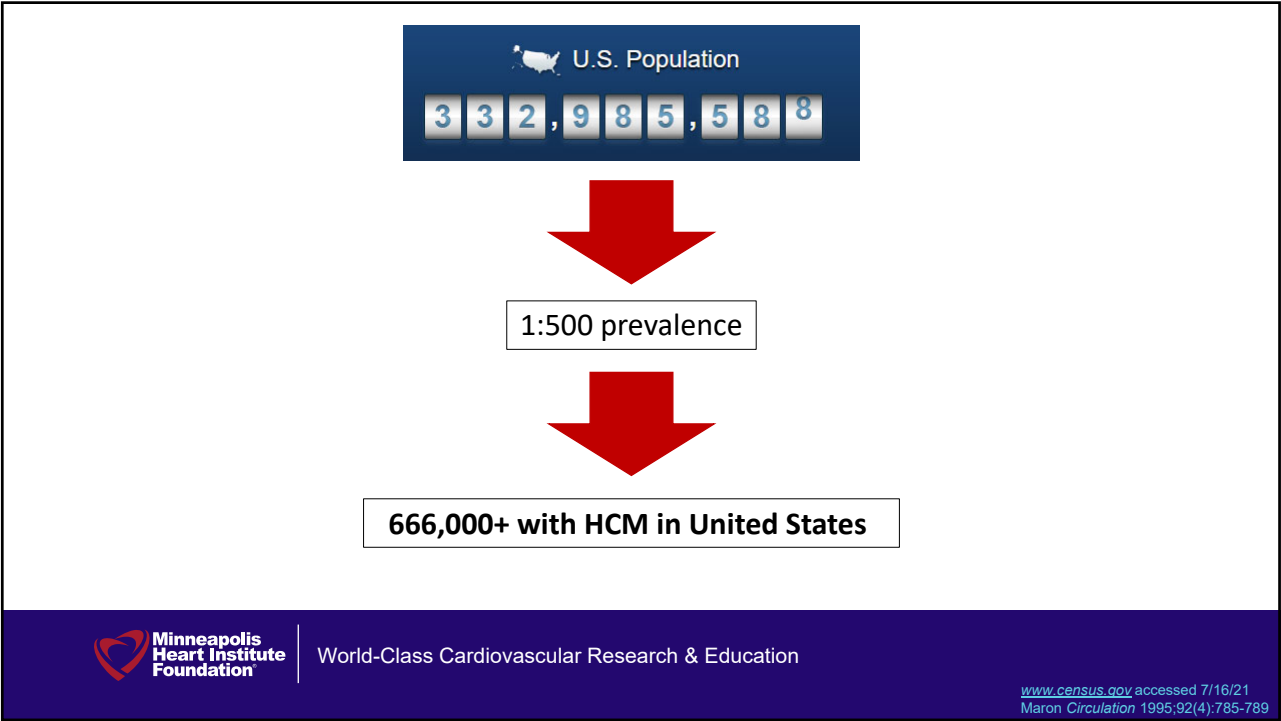 U.S. Population
332,985,588
1:500 prevalence
666,000+ with HCM in United States
Minneapolis
Heart Institute
Foundation®
World-Class Cardiovascular Research & Education
www.census.gov accessed 7/16/21
Maron Circulation 1995;92(4):785-789